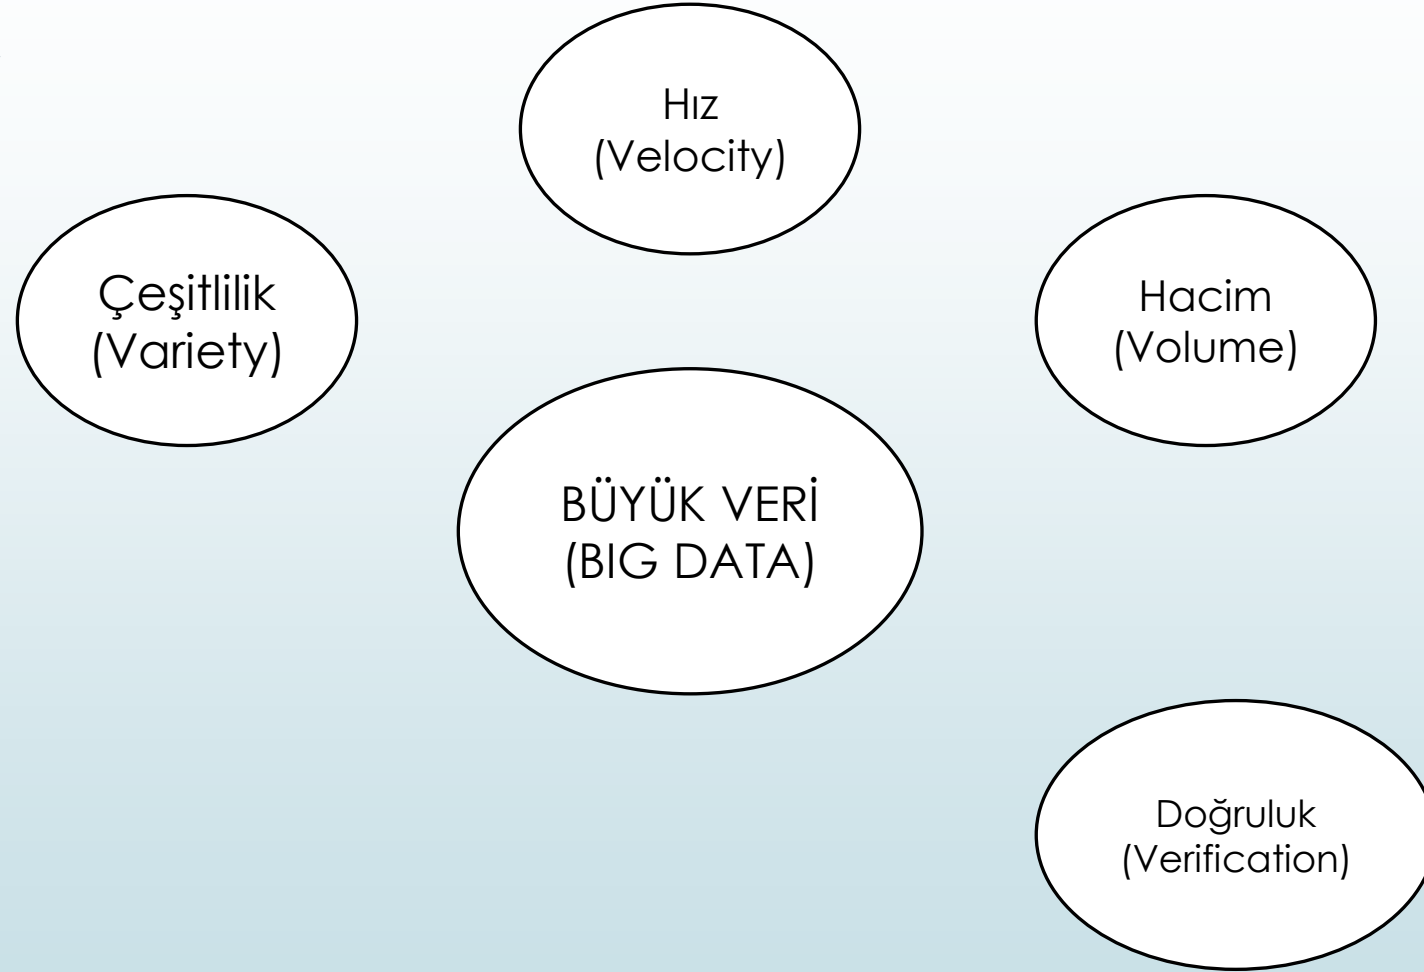 Hız
(Velocity)
Çeşitlilik
(Variety)
Hacim
(Volume)
BÜYÜK VERİ
(BIG DATA)
Doğruluk
(Verification)